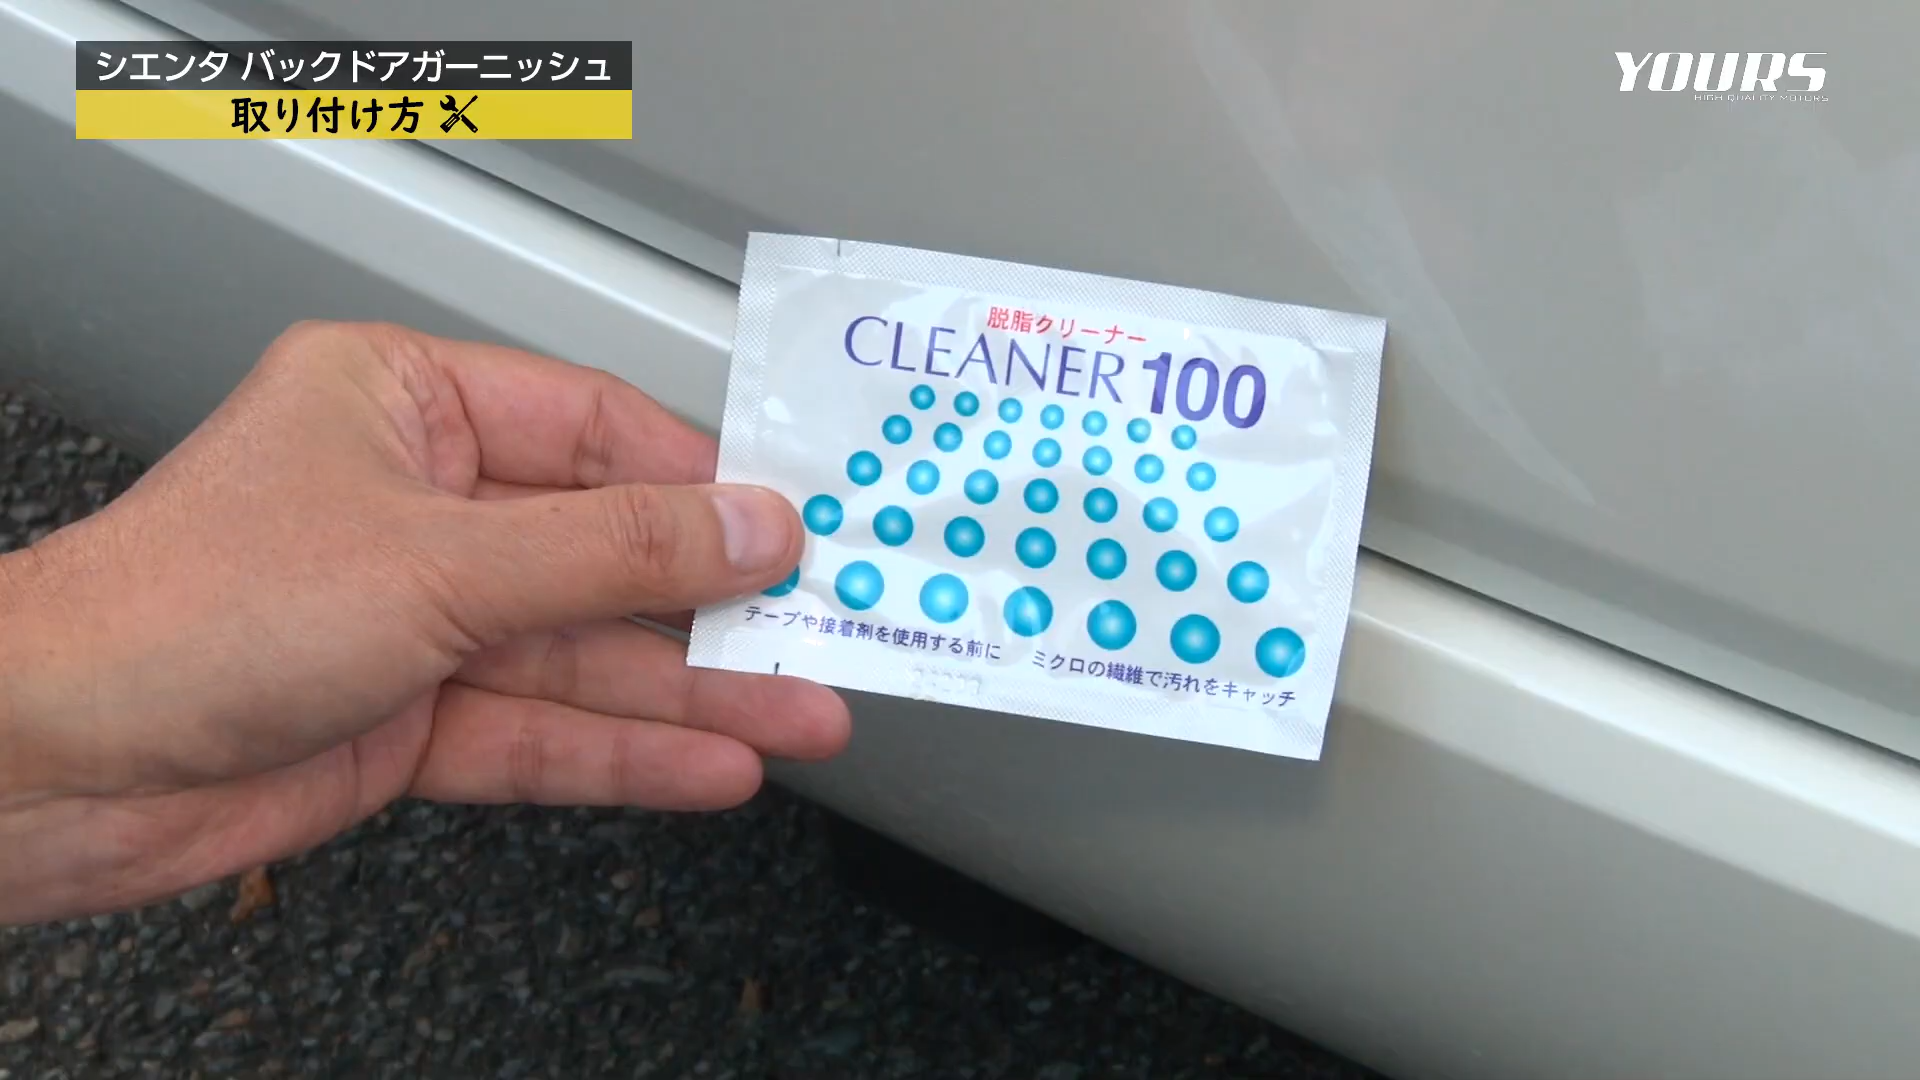 シエンタ バックドアガーニッシュ
取り付け方
YOURS
HIGH QUALITY MOTORS
脱脂クリーナー
CLEANER 100
テープや接着剤を使用する前に ミクロの繊維で汚れをキャッチ